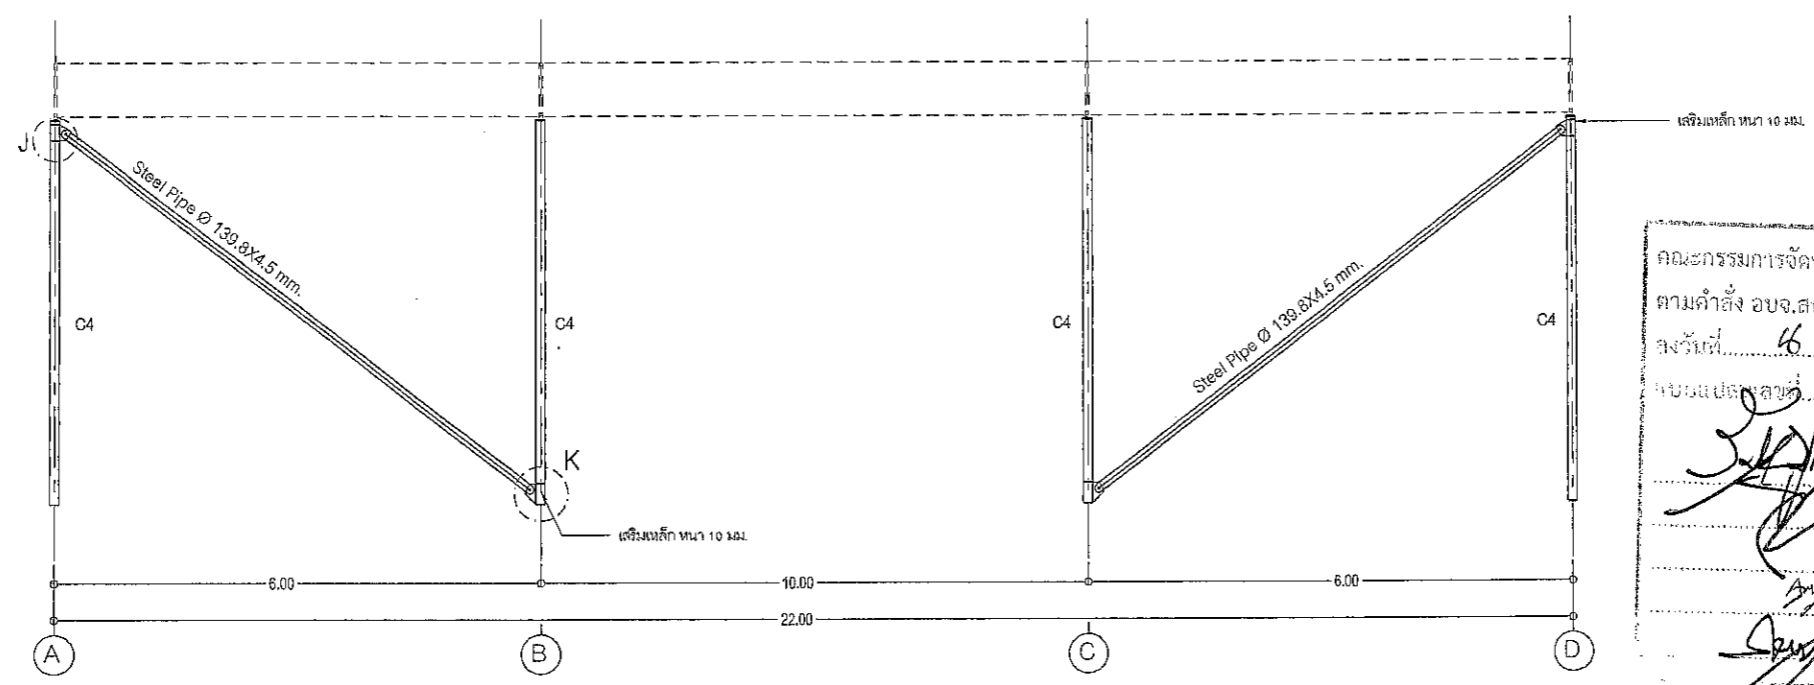 เสริมเหล็ก หนา 10 มม.
J
Steel Pipe Ø 139.8X4.5 mm.
Steel Pipe Ø 139.8X4.5 mm.
C4
C4
C4
C4
คณะกรรมการจัด
ตามคำสั่ง อบจ.
ลงวันที่
K
เสริมเหล็ก หนา 10 มม.
6.00
10.00
6.00
22.00
A
B
C
D